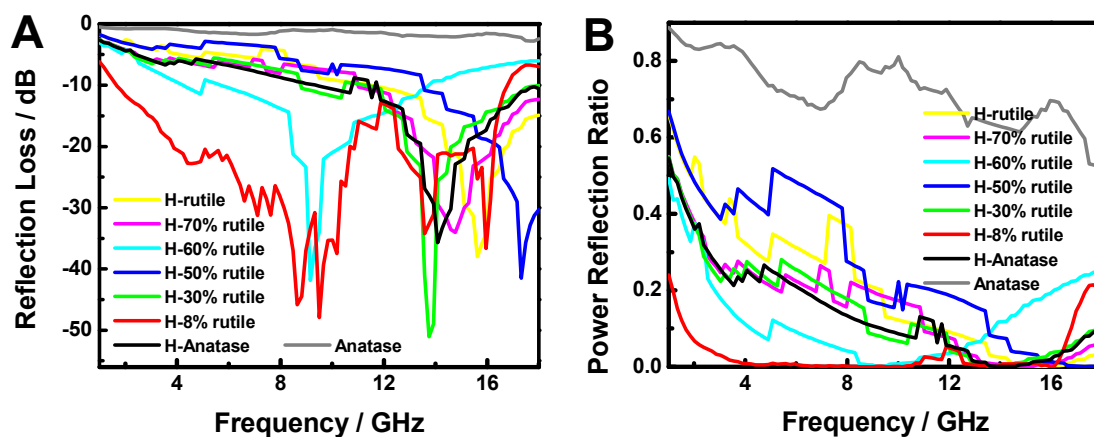 A
Reflection Loss / dB
0
-10
-20
-30
-40
-50
H-rutile
H-70% rutile
H-60% rutile
H-50% rutile
H-30% rutile
H-8% rutile
H-Anatase
Anatase
4 8 12 16
Frequency / GHz
B
Power Reflection Ratio
0.8
0.6
0.4
0.2
0.0
H-rutile
H-70% rutile
H-60% rutile
H-50% rutile
H-30% rutile
H-8% rutile
H-Anatase
Anatase
4 8 12 16
Frequency / GHz